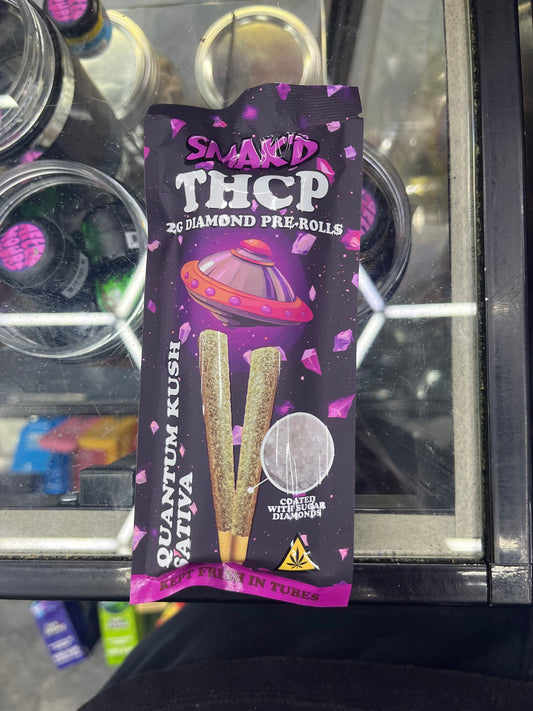 SMAK'D
THCP
2G DIAMOND PRE-ROLLS
QUANTUM KUSH
SATIVA
COATED
WITH SUGAR
DIAMONDS
KEPT FRESH IN TUBES